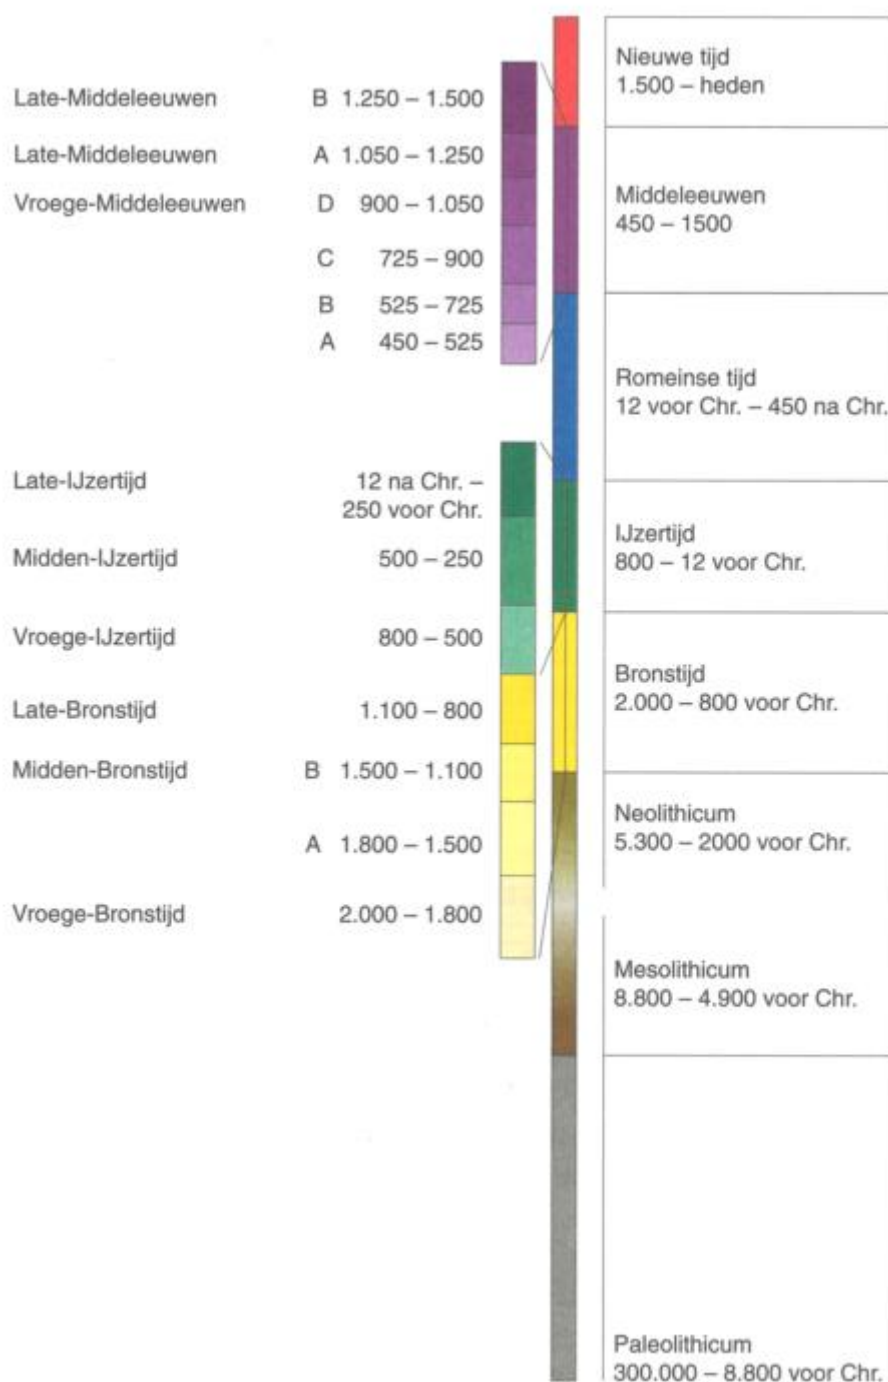 Late-Middeleeuwen B 1.250 – 1.500
Late-Middeleeuwen A 1.050 – 1.250
Vroege-Middeleeuwen D 900 – 1.050
C 725 – 900
B 525 – 725
A 450 – 525
Late-IJzertijd 12 na Chr. –
250 voor Chr.
Midden-IJzertijd 500 – 250
Vroege-IJzertijd 800 – 500
Late-Bronstijd 1.100 – 800
Midden-Bronstijd B 1.500 – 1.100
A 1.800 – 1.500
Vroege-Bronstijd 2.000 – 1.800
Nieuwe tijd
1.500 – heden
Middeleeuwen
450 – 1500
Romeinse tijd
12 voor Chr. – 450 na Chr.
IJzertijd
800 – 12 voor Chr.
Bronstijd
2.000 – 800 voor Chr.
Neolithicum
5.300 – 2000 voor Chr.
Mesolithicum
8.800 – 4.900 voor Chr.
Paleolithicum
300.000 – 8.800 voor Chr.